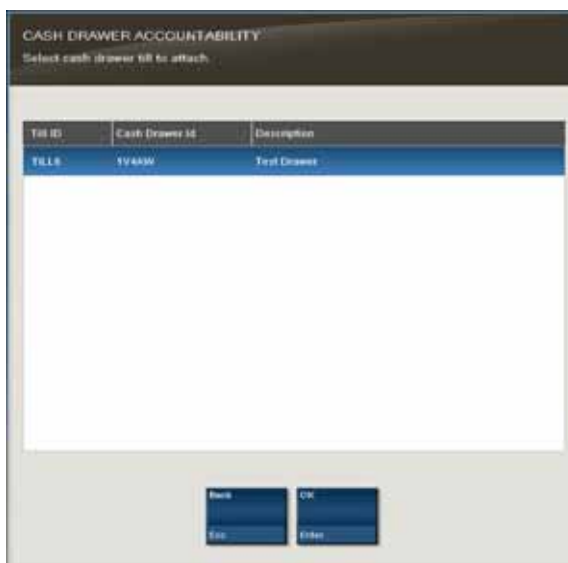 CASH DRAWER ACCOUNTABILITY
Select cash drawer till to attach.
Till ID Cash Drawer Id Description
Test Drawer
Back OK
Esc Enter